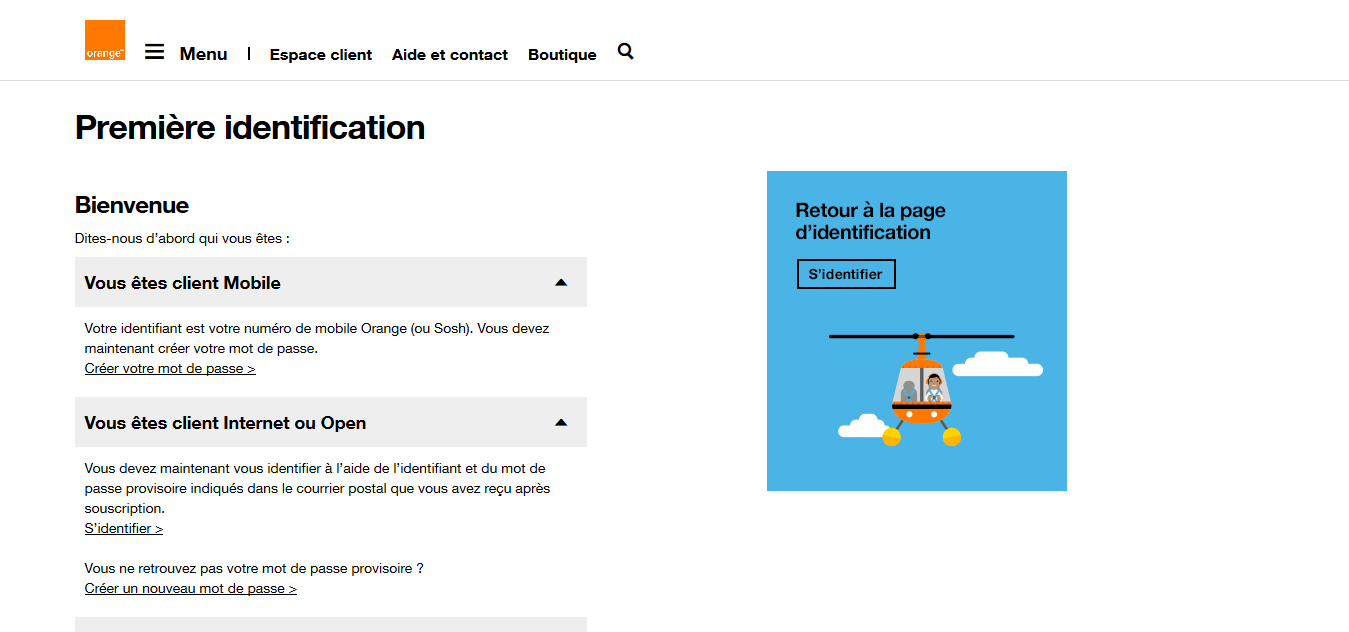 orange™
Menu | Espace client Aide et contact Boutique
Première identification
Bienvenue
Dites-nous d’abord qui vous êtes :
Vous êtes client Mobile
Votre identifiant est votre numéro de mobile Orange (ou Sosh). Vous devez
maintenant créer votre mot de passe.
Créer votre mot de passe >
Vous êtes client Internet ou Open
Vous devez maintenant vous identifier à l’aide de l’identifiant et du mot de
passe provisoire indiqués dans le courrier postal que vous avez reçu après
souscription.
S’identifier >
Vous ne retrouvez pas votre mot de passe provisoire ?
Créer un nouveau mot de passe >
Retour à la page
d’identification
S’identifier